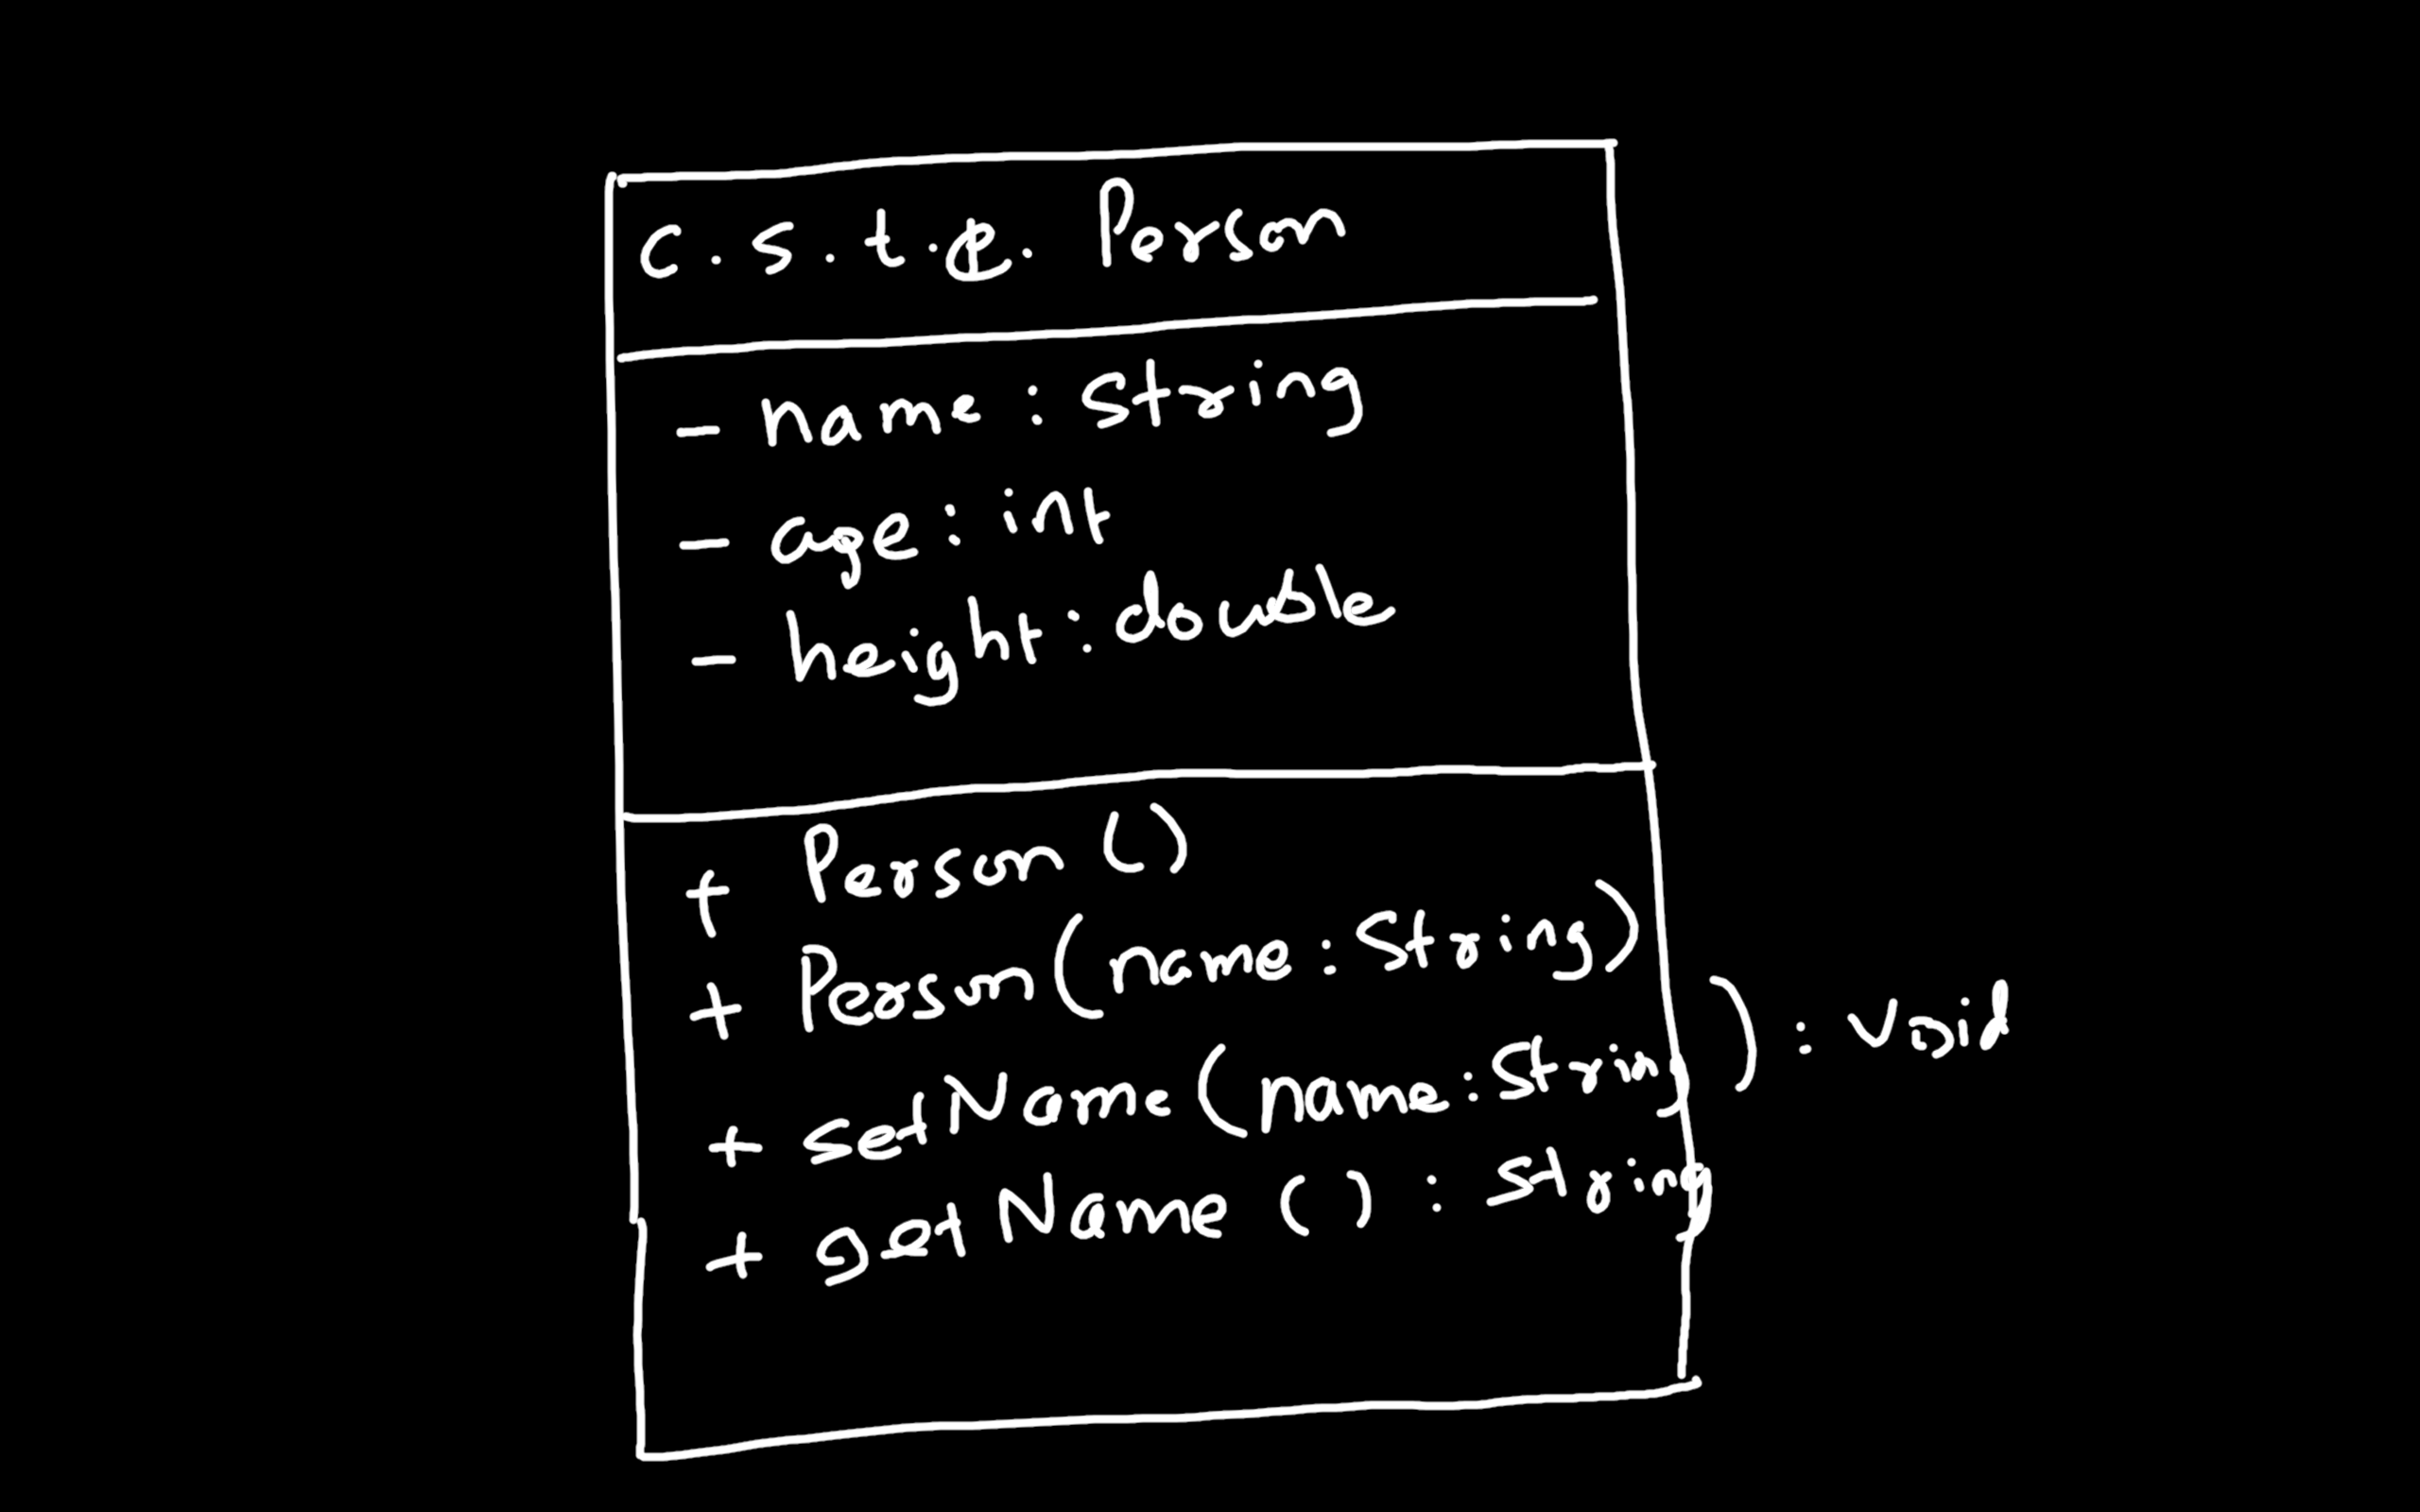 c.s.t.e. Person
- name : String
- age : int
- height : double
+ Person ()
+ Person (name : String)
+ setName (name : String) : void
+ getName () : String